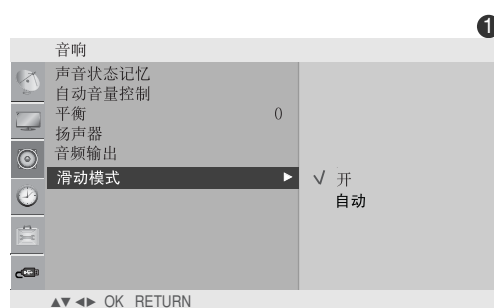 ❶
音响
声音状态记忆
自动音量控制
平衡 0
扬声器
音频输出
滑动模式 ► √ 开
自动
▲▼ ◄► OK RETURN